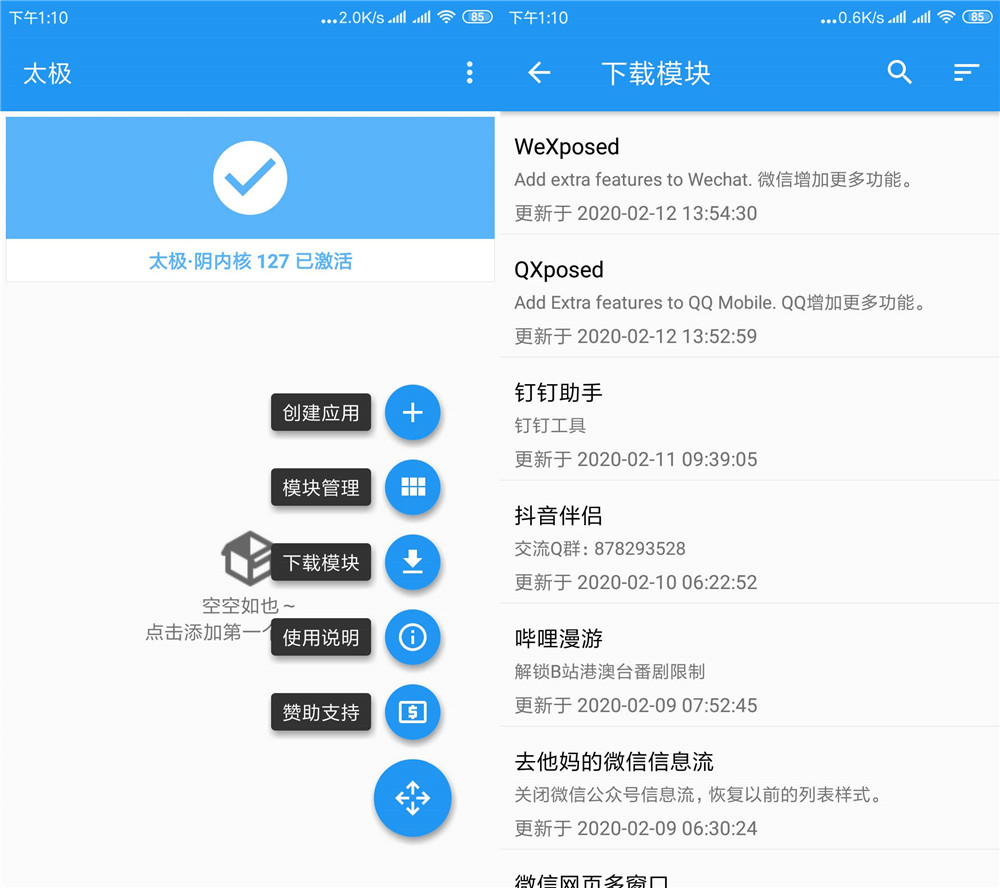 下午1:10
...2.0K/s
85
太极
太极·阴内核 127 已激活
创建应用
模块管理
下载模块
空空如也~
点击添加第一个
使用说明
赞助支持
下午1:10
...0.6K/s
85
下载模块
WeXposed
Add extra features to Wechat. 微信增加更多功能。
更新于 2020-02-12 13:54:30
QXposed
Add Extra features to QQ Mobile. QQ增加更多功能。
更新于 2020-02-12 13:52:59
钉钉助手
钉钉工具
更新于 2020-02-11 09:39:05
抖音伴侣
交流Q群: 878293528
更新于 2020-02-10 06:22:52
哔哩漫游
解锁B站港澳台番剧限制
更新于 2020-02-09 07:52:45
去他妈的微信信息流
关闭微信公众号信息流, 恢复以前的列表样式。
更新于 2020-02-09 06:30:24
微信网页多窗口